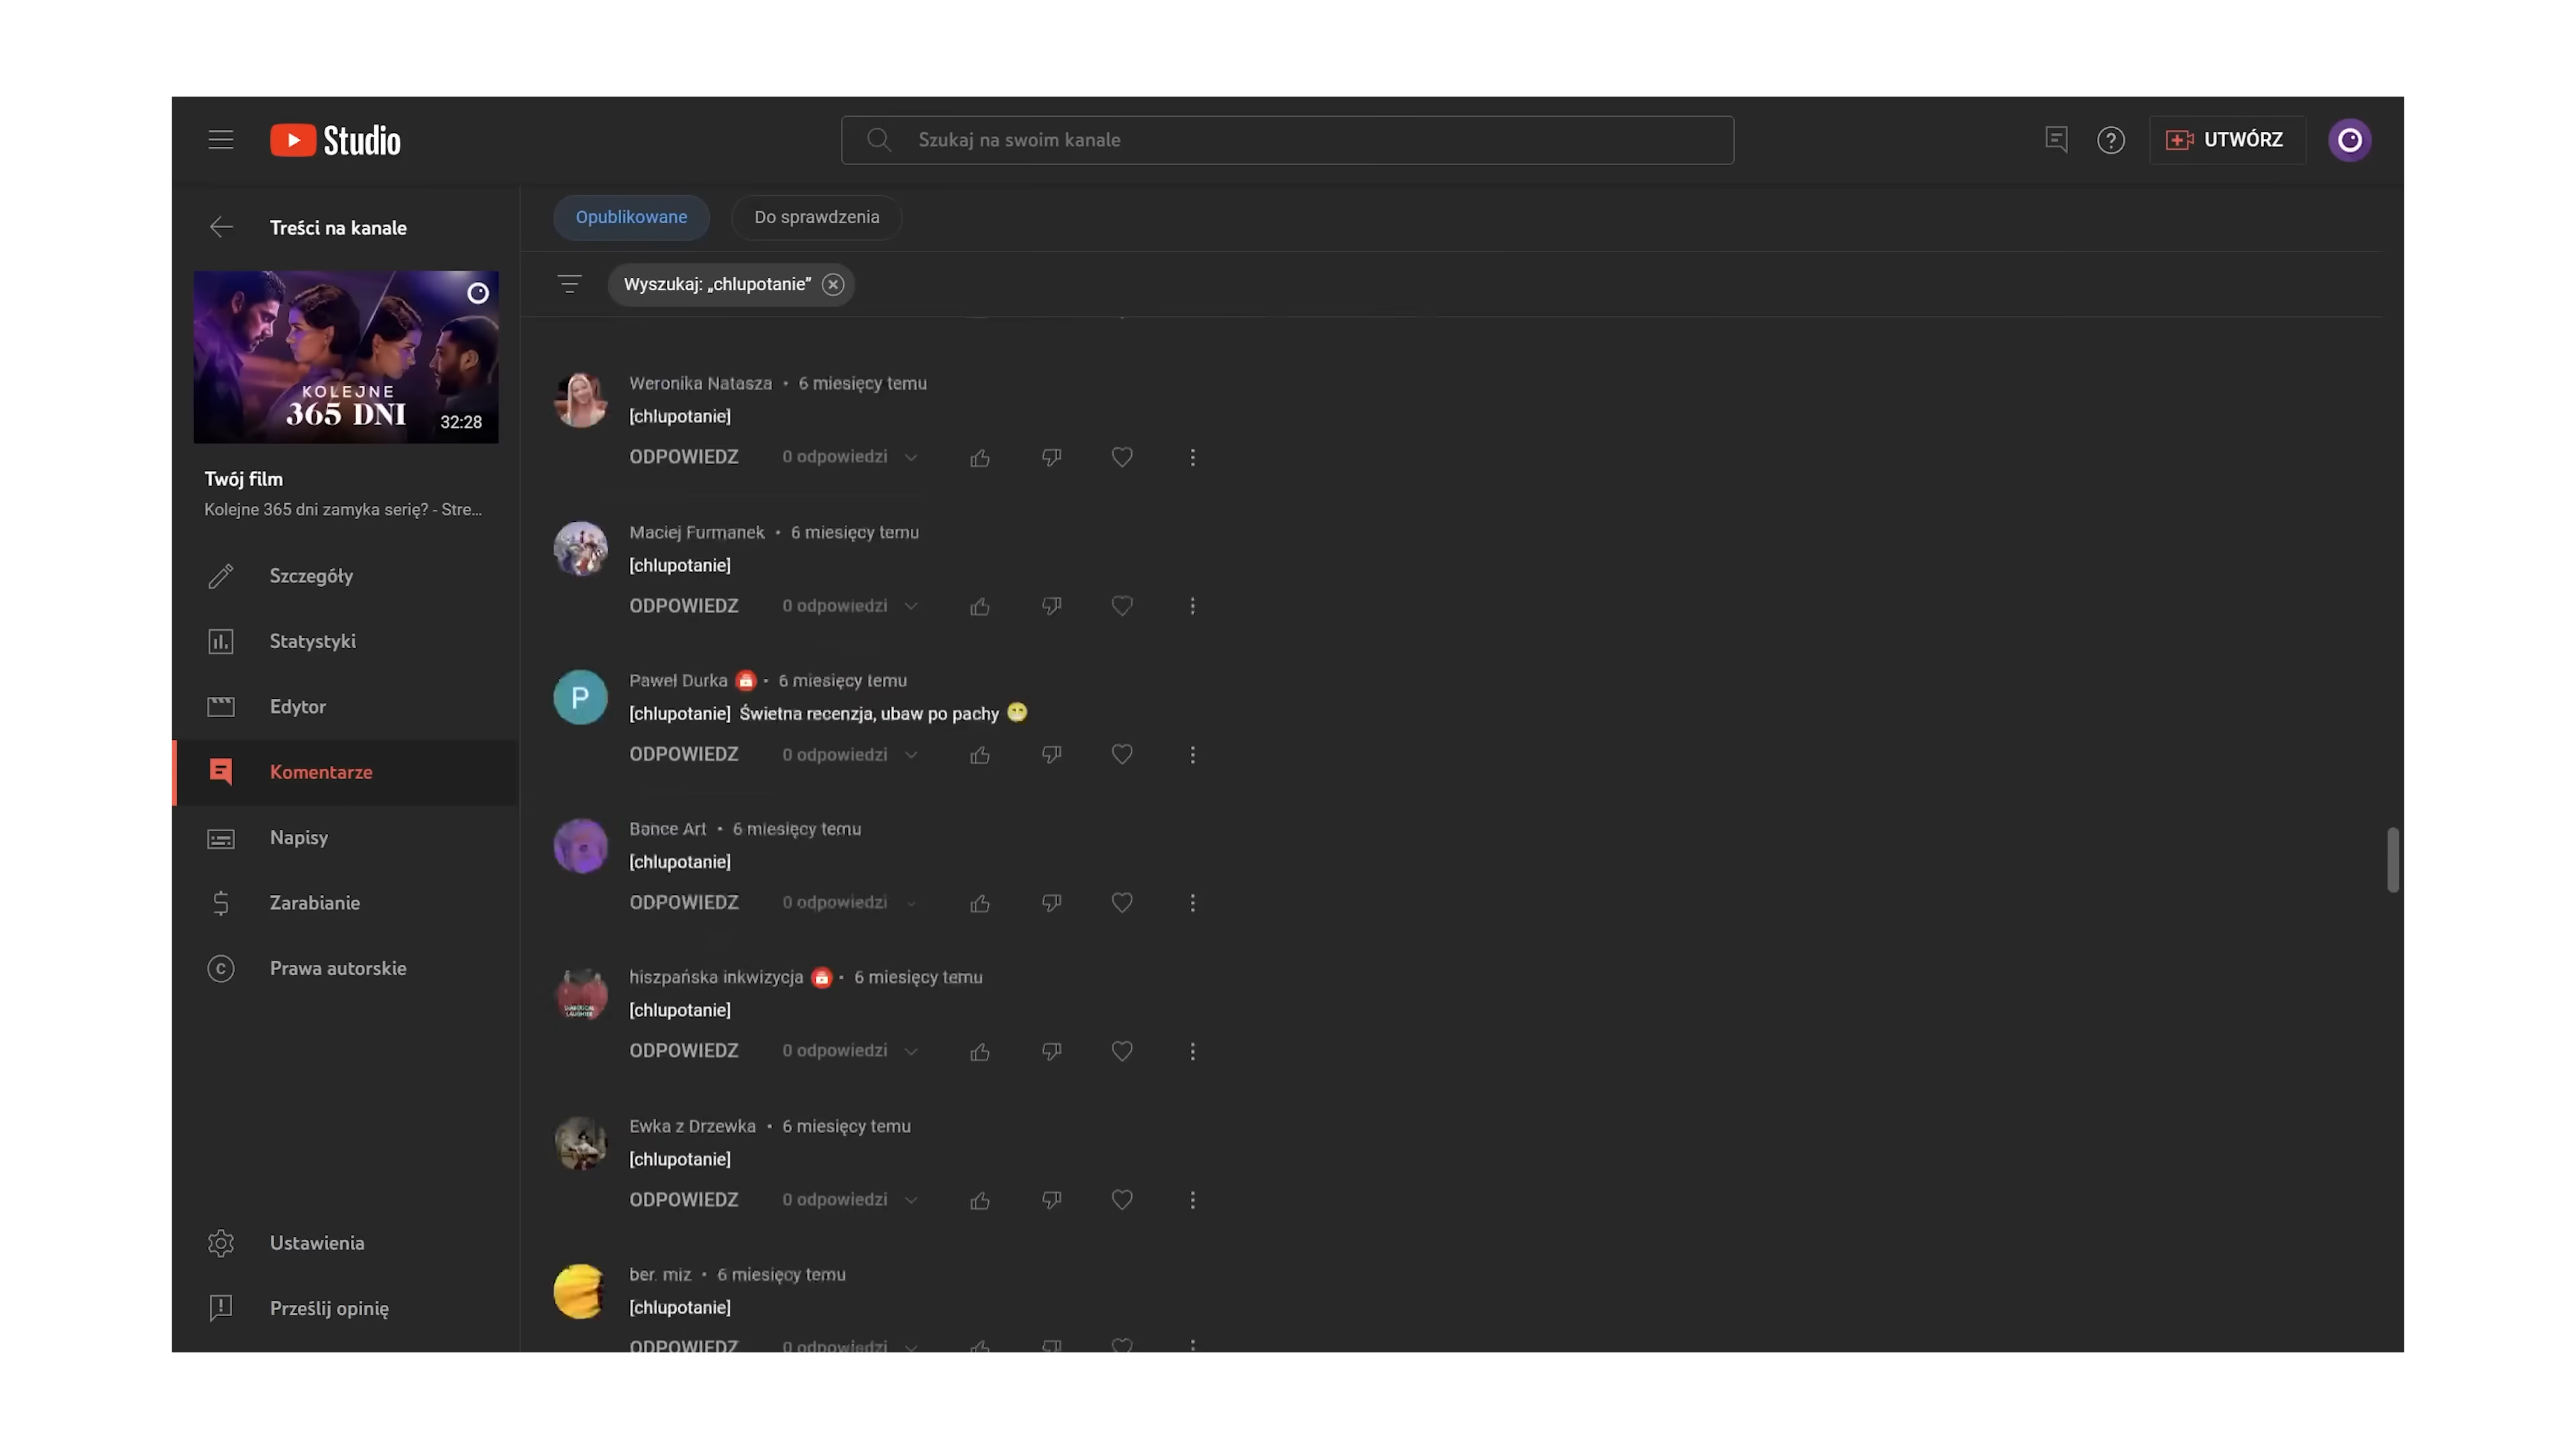 Studio
Szukaj na swoim kanale
UTWÓRZ
Treści na kanale
KOLEJNE
365 DNI
32:28
Twój film
Kolejne 365 dni zamyka serię? - Stre...
Szczegóły
Statystyki
Edytor
Komentarze
Napisy
Zarabianie
Prawa autorskie
Ustawienia
Prześlij opinię
Opublikowane
Do sprawdzenia
Wyszukaj: „chlupotanie”
Weronika Natasza • 6 miesięcy temu
[chlupotanie]
ODPOWIEDZ 0 odpowiedzi
Maciej Furmanek • 6 miesięcy temu
[chlupotanie]
ODPOWIEDZ 0 odpowiedzi
P
Paweł Durka • 6 miesięcy temu
[chlupotanie] Świetna recenzja, ubaw po pachy 😁
ODPOWIEDZ 0 odpowiedzi
Bance Art • 6 miesięcy temu
[chlupotanie]
ODPOWIEDZ 0 odpowiedzi
hiszpańska inkwizycja • 6 miesięcy temu
[chlupotanie]
ODPOWIEDZ 0 odpowiedzi
Ewka z Drzewka • 6 miesięcy temu
[chlupotanie]
ODPOWIEDZ 0 odpowiedzi
ber. miz • 6 miesięcy temu
[chlupotanie]
ODPOWIEDZ 0 odpowiedzi